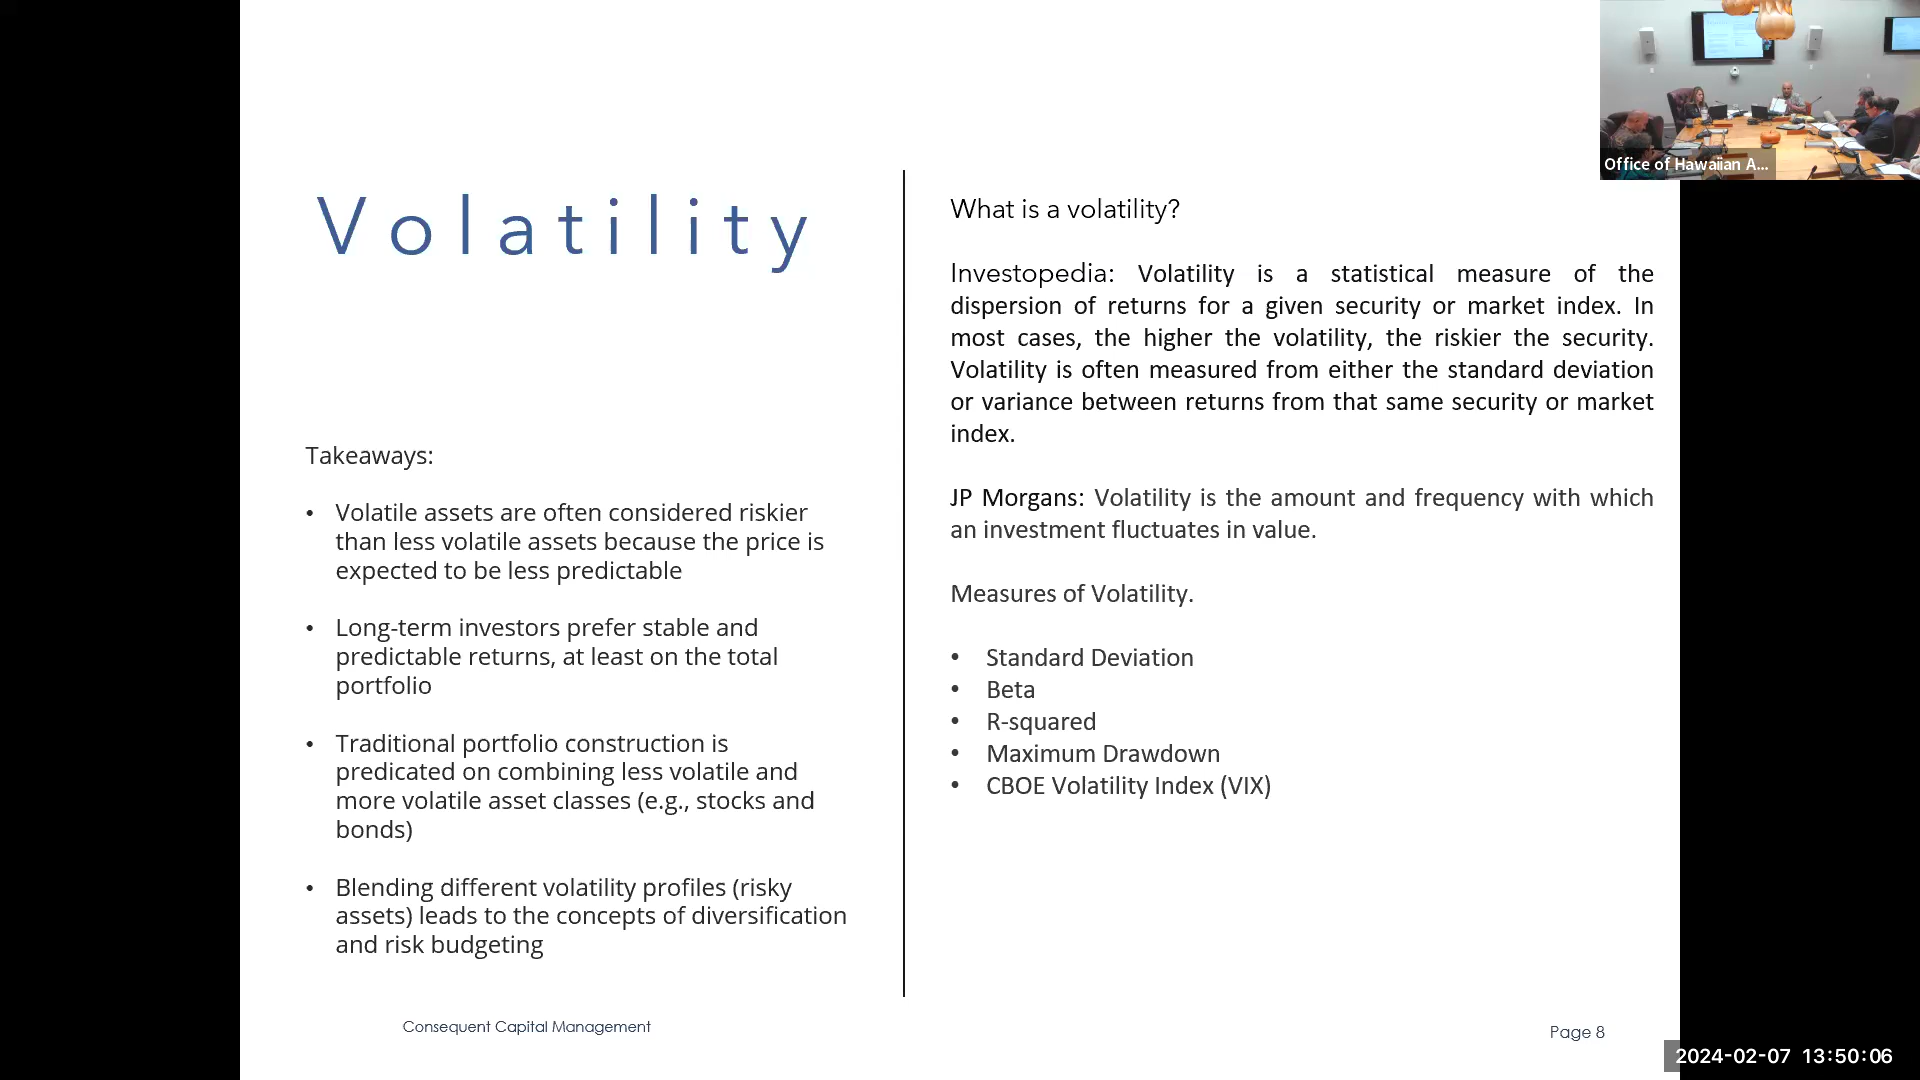 Volatility
Takeaways:
• Volatile assets are often considered riskier
than less volatile assets because the price is
expected to be less predictable
• Long-term investors prefer stable and
predictable returns, at least on the total
portfolio
• Traditional portfolio construction is
predicated on combining less volatile and
more volatile asset classes (e.g., stocks and
bonds)
• Blending different volatility profiles (risky
assets) leads to the concepts of diversification
and risk budgeting
What is a volatility?
Investopedia: Volatility is a statistical measure of the
dispersion of returns for a given security or market index. In
most cases, the higher the volatility, the riskier the security.
Volatility is often measured from either the standard deviation
or variance between returns from that same security or market
index.
JP Morgans: Volatility is the amount and frequency with which
an investment fluctuates in value.
Measures of Volatility.
• Standard Deviation
• Beta
• R-squared
• Maximum Drawdown
• CBOE Volatility Index (VIX)
Consequent Capital Management
Page 8
Office of Hawaiian A...
2024-02-07 13:50:06